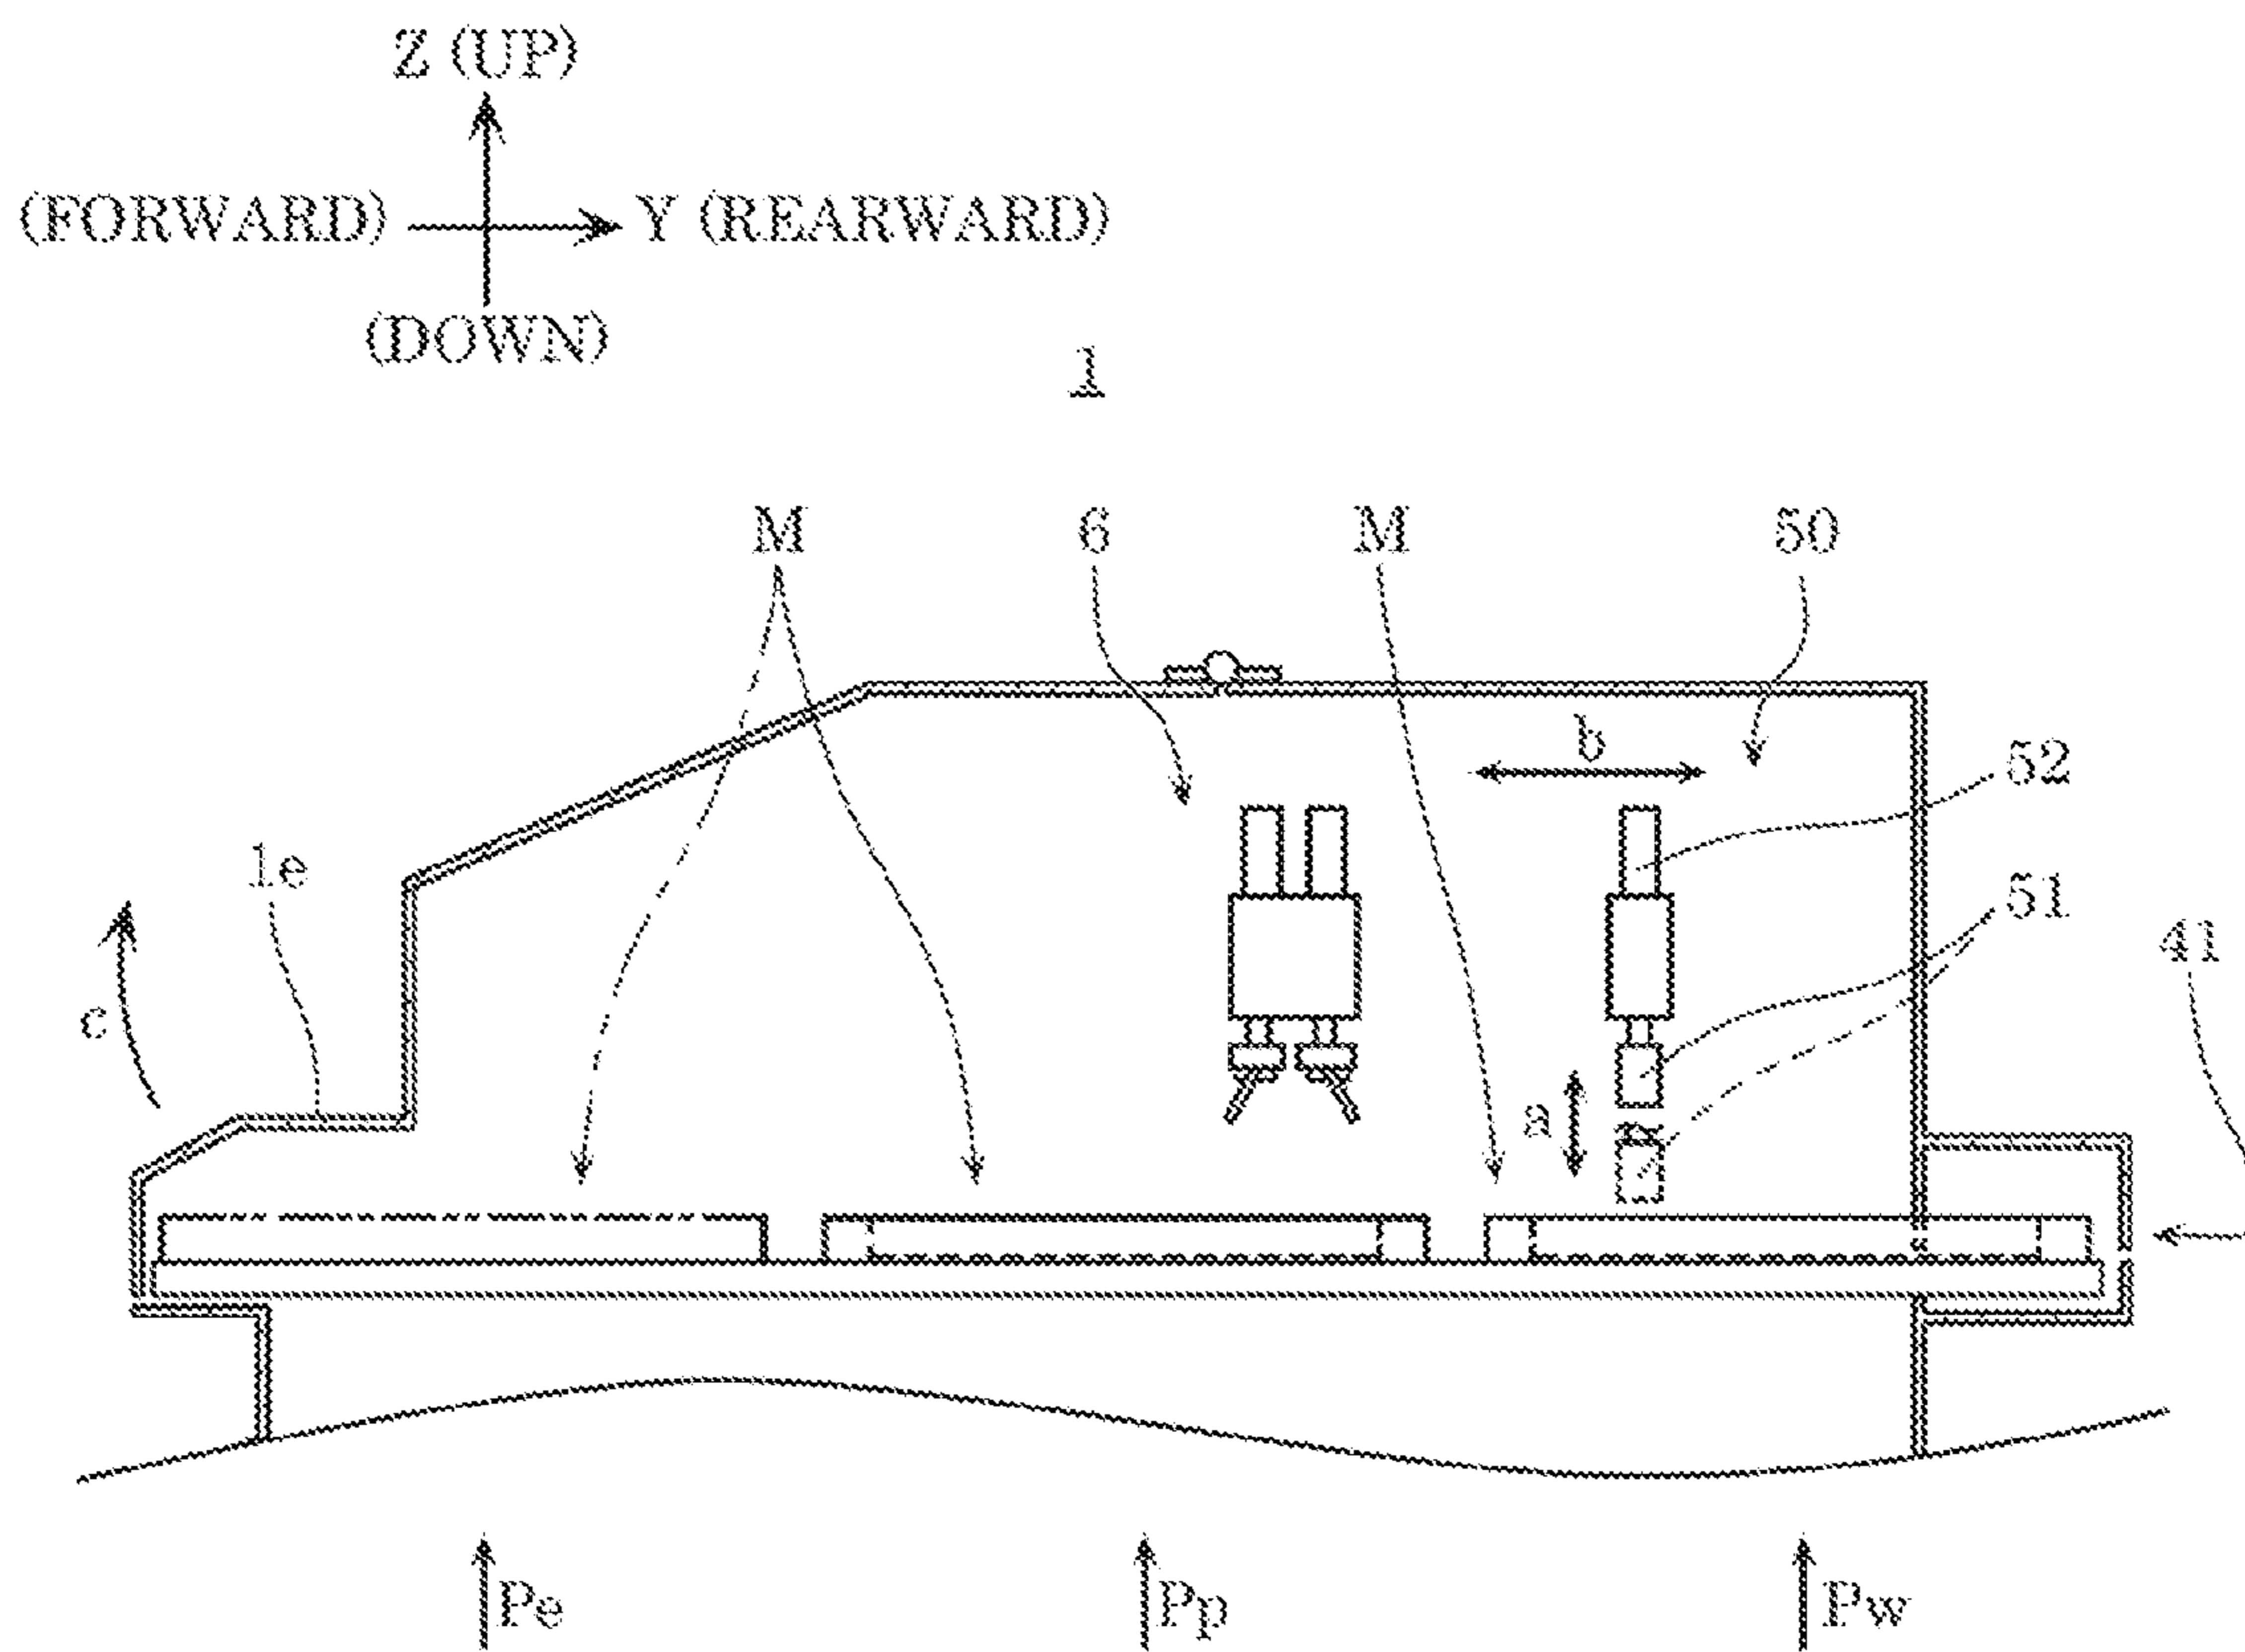 Z (UP)
(FORWARD) Y (REARWARD)
(DOWN)
1
M 6 M 50
b
52
1e
51
41
c
a
Pe Pp Pw